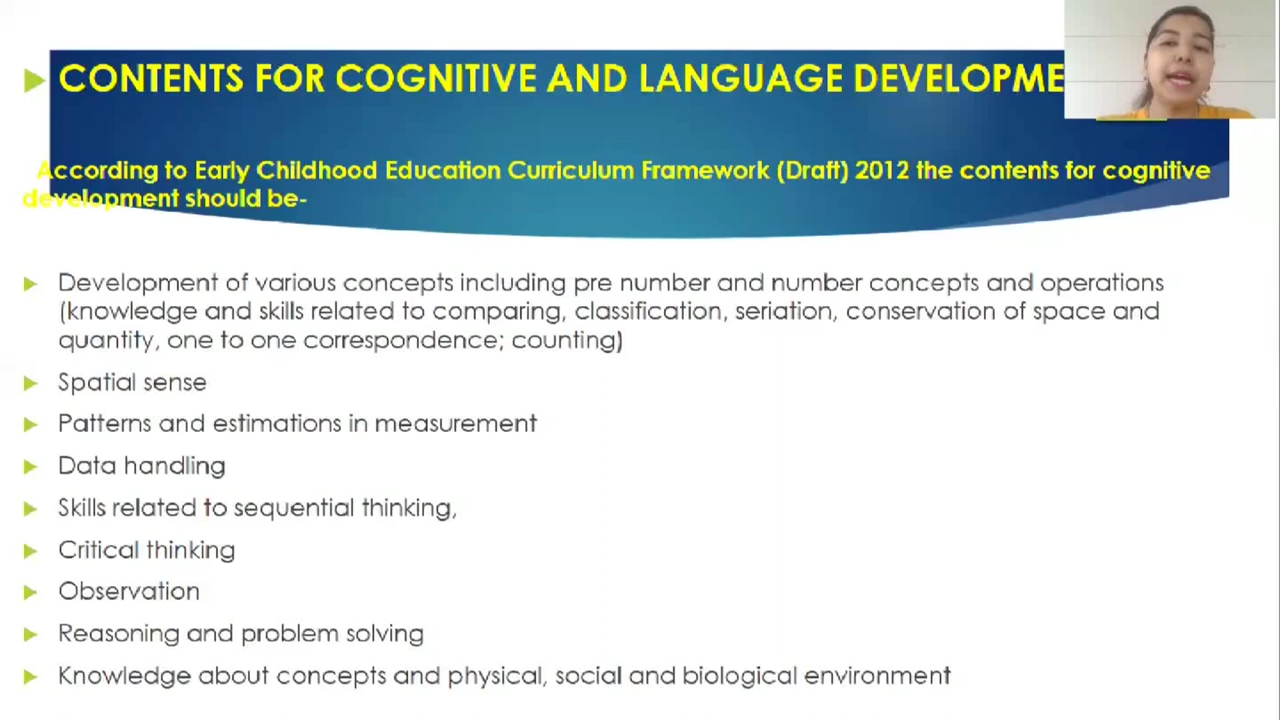 CONTENTS FOR COGNITIVE AND LANGUAGE DEVELOPME
According to Early Childhood Education Curriculum Framework (Draft) 2012 the contents for cognitive
development should be-
Development of various concepts including pre number and number concepts and operations
(knowledge and skills related to comparing, classification, seriation, conservation of space and
quantity, one to one correspondence; counting)
Spatial sense
Patterns and estimations in measurement
Data handling
Skills related to sequential thinking,
Critical thinking
Observation
Reasoning and problem solving
Knowledge about concepts and physical, social and biological environment